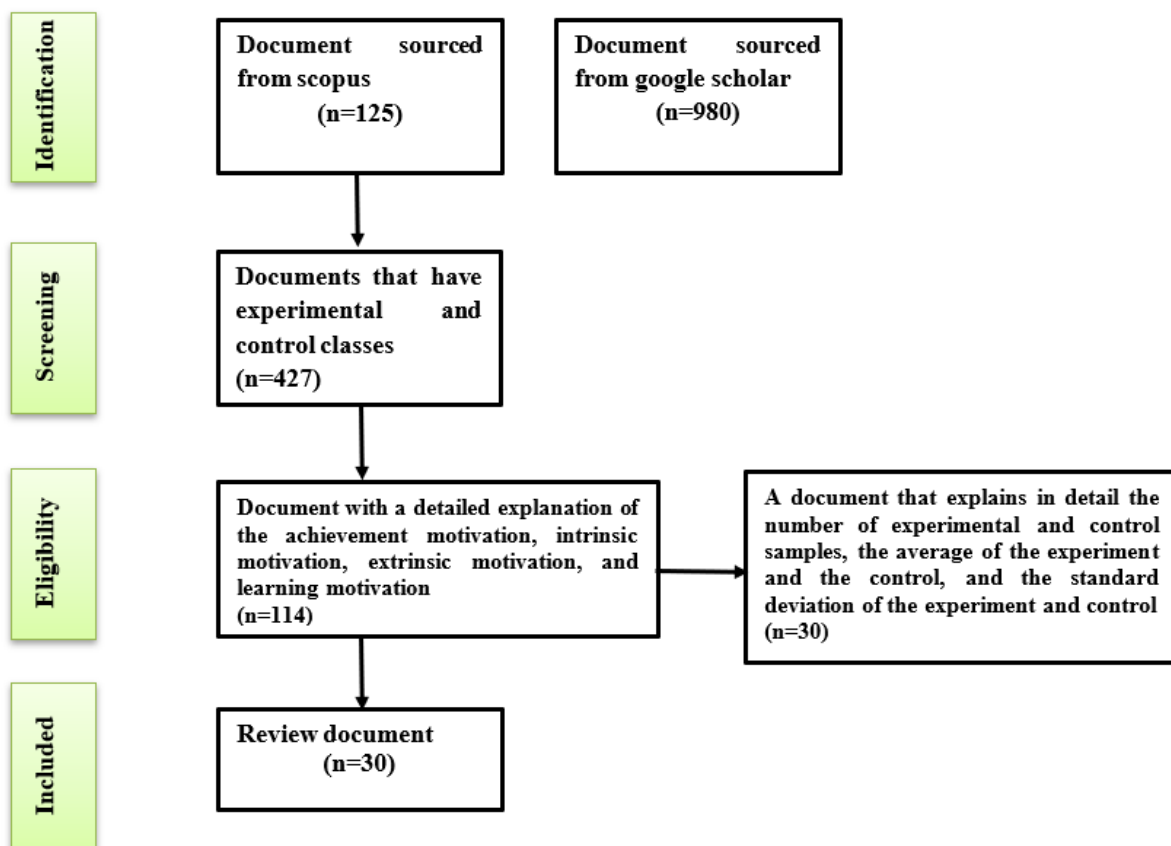 Identification
Document sourced
from scopus
(n=125)
Document sourced
from google scholar
(n=980)
Screening
Documents that have
experimental and
control classes
(n=427)
Eligibility
Document with a detailed explanation of
the achievement motivation, intrinsic
motivation, extrinsic motivation, and
learning motivation
(n=114)
A document that explains in detail the
number of experimental and control
samples, the average of the experiment
and the control, and the standard
deviation of the experiment and control
(n=30)
Included
Review document
(n=30)